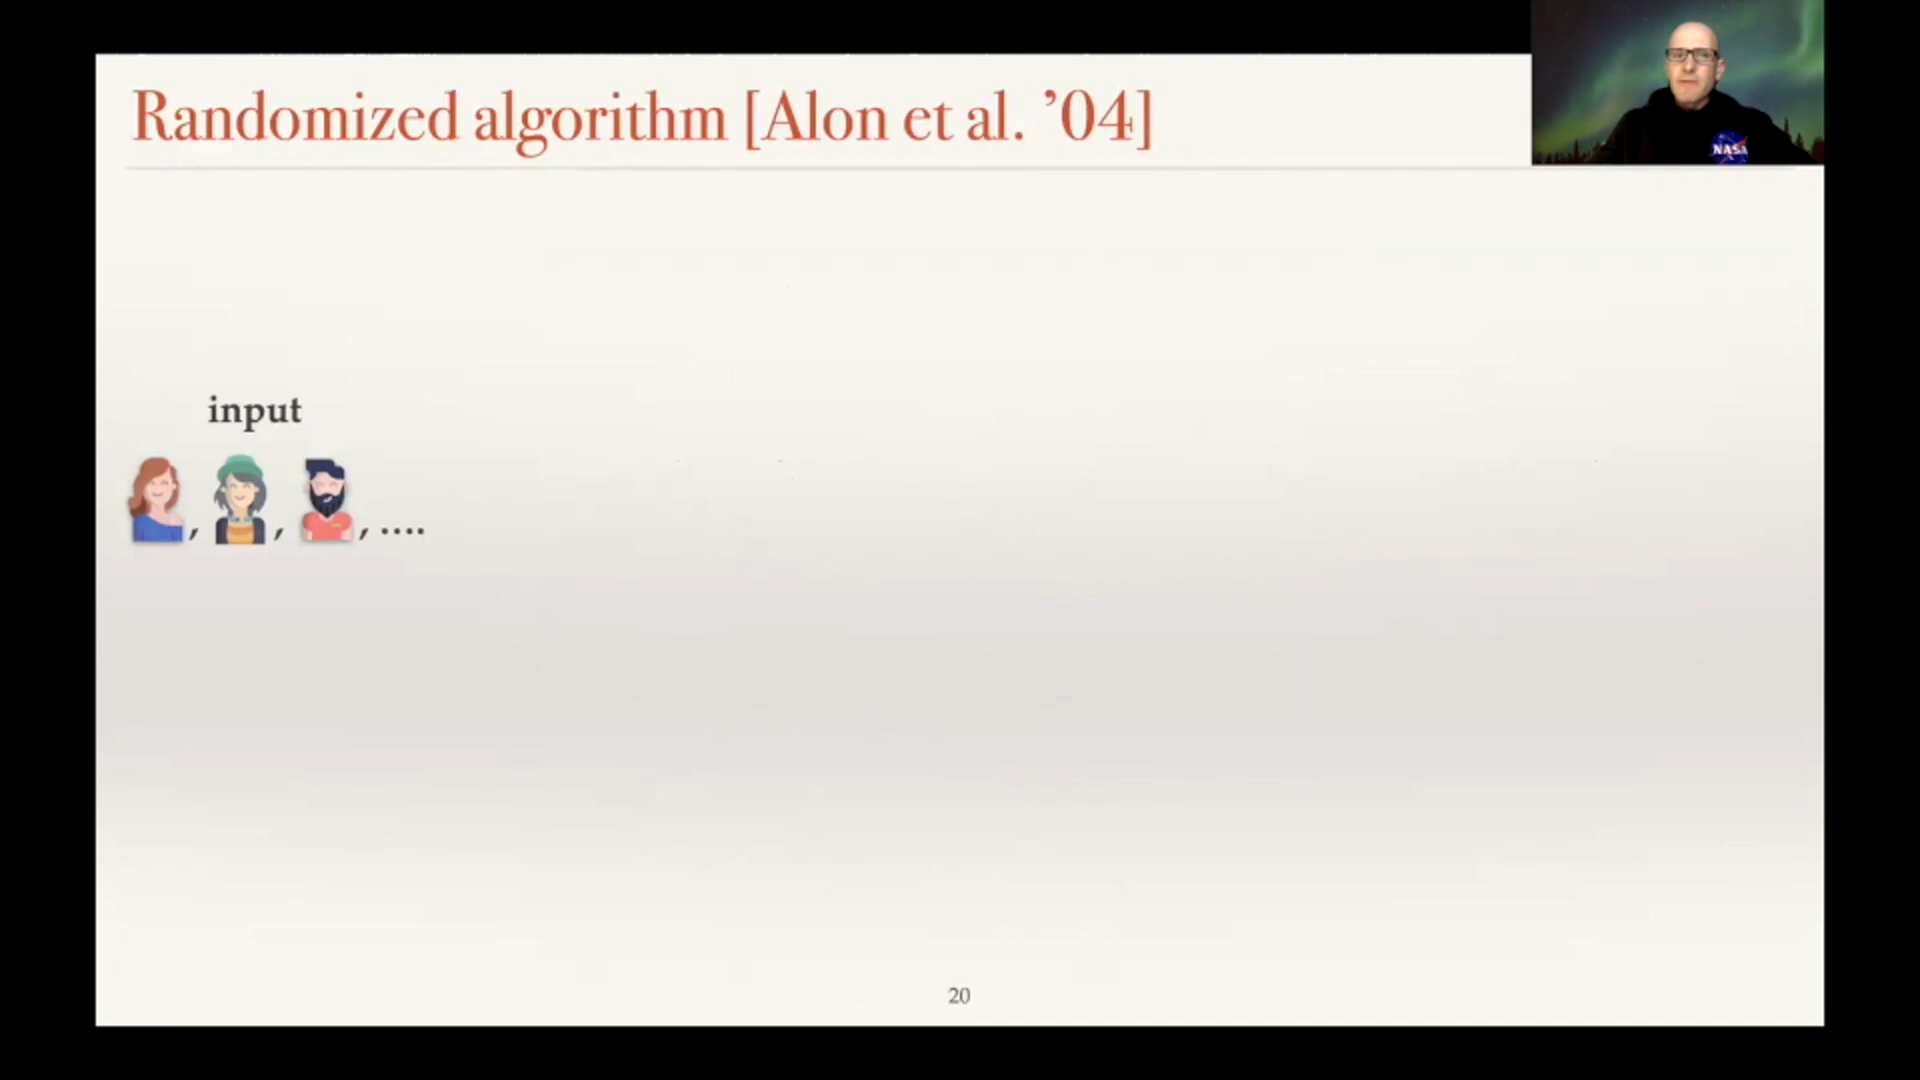 Randomized algorithm [Alon et al. ’04]
NASA
input
, , , ....
20